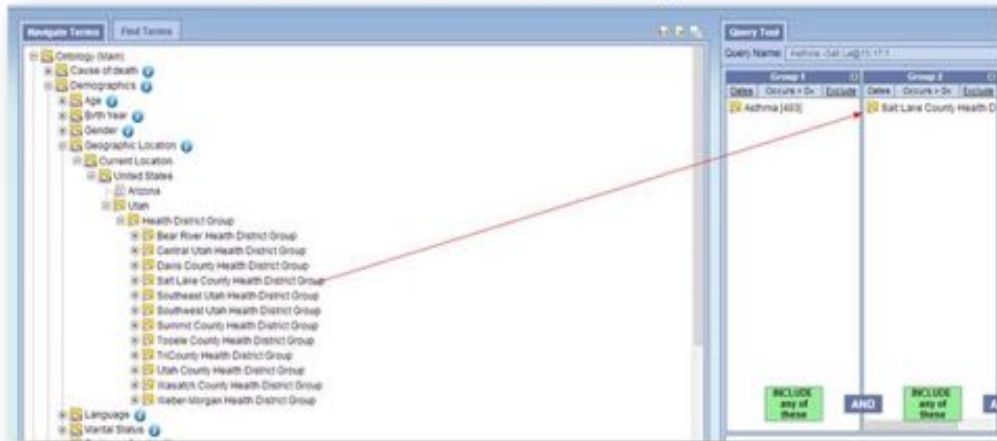 Navigate Terms Find Terms
Ontology (Main)
Cause of death
Demographics
Age
Birth Year
Gender
Geographic Location
Current Location
United States
Arizona
Utah
Health District Group
Bear River Health District Group
Central Utah Health District Group
Davis County Health District Group
Salt Lake County Health District Group
Southeast Utah Health District Group
Southwest Utah Health District Group
Summit County Health District Group
Tooele County Health District Group
TriCounty Health District Group
Utah County Health District Group
Wasatch County Health District Group
Weber-Morgan Health District Group
Language
Marital Status
Query Tool
Query Name:
Group 1 Group 2
Dates Occurs > 0x Exclude Dates Occurs > 0x Exclude
Asthma [493] Salt Lake County Health D
INCLUDE any of these AND INCLUDE any of these A